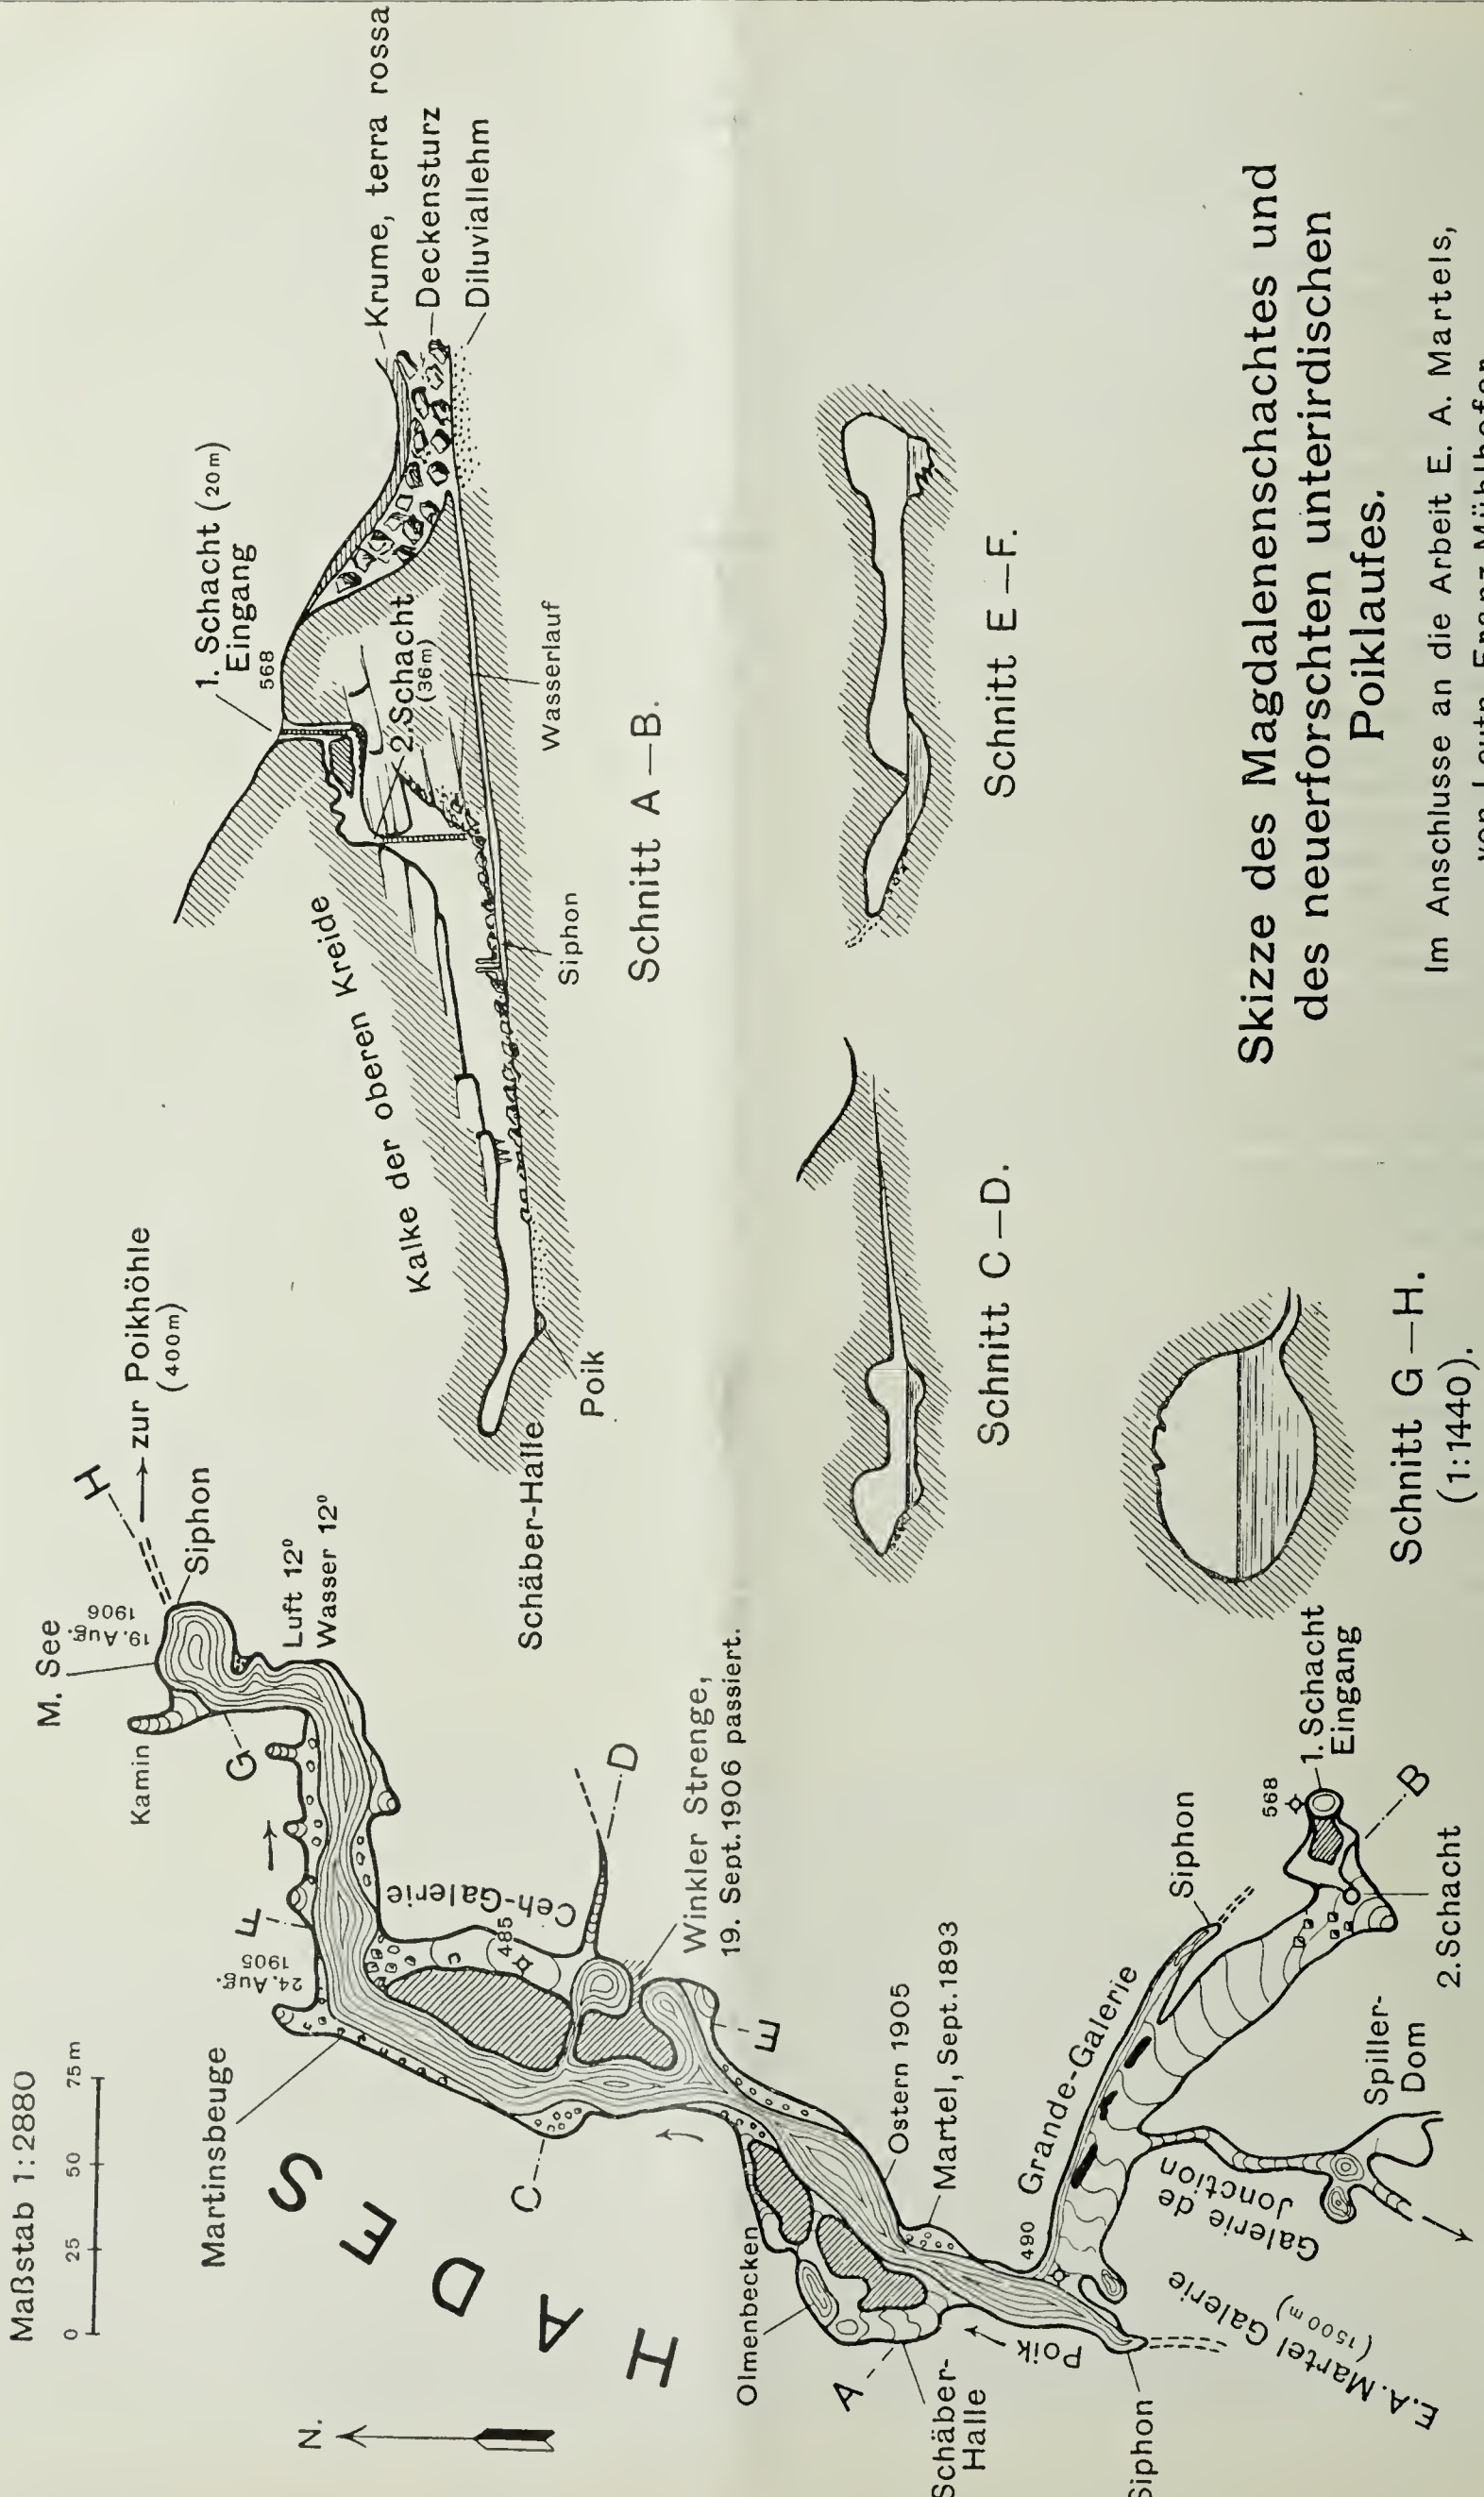 Maßstab 1:2880
0 25 50 75 m
N.
HADES
M. See
19. Aug.
1906
H
zur Poikhöhle
(400 m)
Siphon
Kamin
G
Luft 12°
Wasser 12°
F
24. Aug.
1905
Martinsbeuge
Ceh-Galerie
485
D
C
Winkler Strenge,
19. Sept. 1906 passiert.
E
Ostern 1905
Martel, Sept. 1893
Olmenbecken
A
Schäber-
Halle
Poik
Siphon
490
Grande-Galerie
Siphon
568
1. Schacht
Eingang
B
2. Schacht
Galerie de
Jonction
Spiller-
Dom
E. A. Martel Galerie
(1500 m)
1. Schacht (20 m)
Eingang
568
Krume, terra rossa
Deckensturz
Diluviallehm
2. Schacht
(36 m)
Kalke der oberen Kreide
Wasserlauf
Siphon
Schäber-Halle
Poik
Schnitt A—B.
Schnitt C—D.
Schnitt E—F.
Schnitt G—H.
(1:1440).
Skizze des Magdalenenschachtes und
des neuerforschten unterirdischen
Poiklaufes.
Im Anschlusse an die Arbeit E. A. Martels,
von Leutn. Franz Mühlhofer